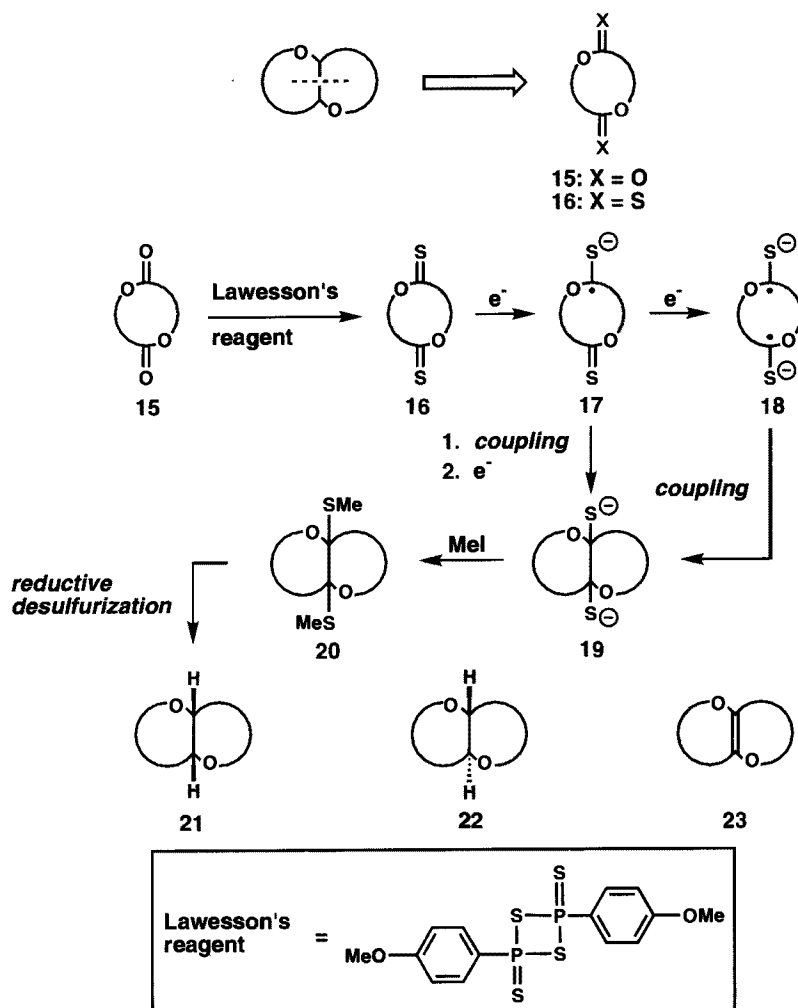 O
O
X
O
O
X
15: X = O
16: X = S
O
O
O
O
15
Lawesson's
reagent
S
O
O
S
16
e-
S⊖
O
•
O
S
17
e-
S⊖
O
•
•
O
S⊖
18
1. coupling
2. e-
coupling
SMe
O
O
MeS
20
MeI
S⊖
O
O
S⊖
19
reductive
desulfurization
H
O
O
H
21
H
O
O
H
22
O
O
23
Lawesson's
reagent
=
MeO
S
P
S
S
P
S
OMe